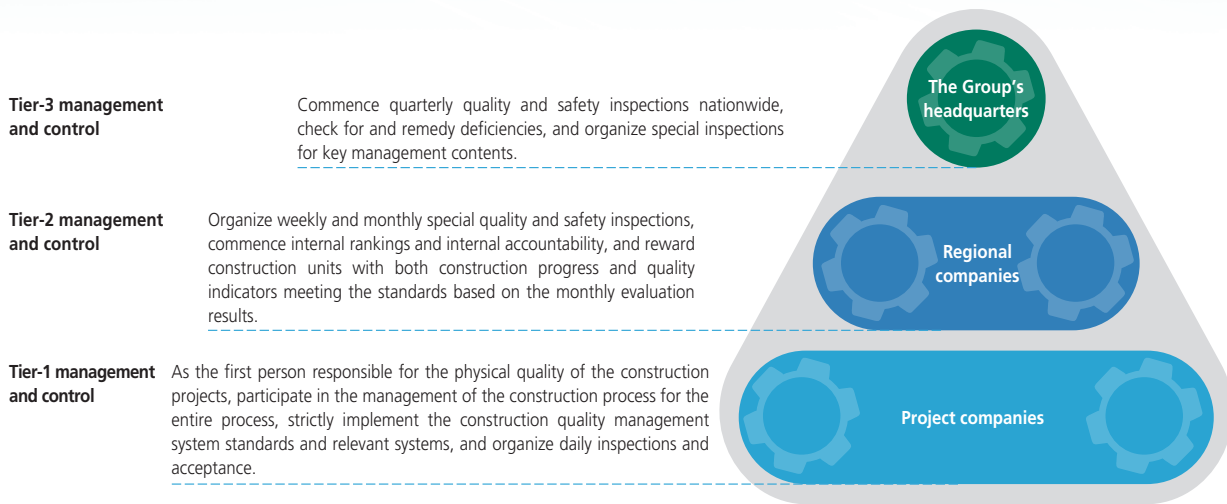 Tier-3 management
and control
Commence quarterly quality and safety inspections nationwide,
check for and remedy deficiencies, and organize special inspections
for key management contents.
The Group's
headquarters
Tier-2 management
and control
Organize weekly and monthly special quality and safety inspections,
commence internal rankings and internal accountability, and reward
construction units with both construction progress and quality
indicators meeting the standards based on the monthly evaluation
results.
Regional
companies
Tier-1 management
and control
As the first person responsible for the physical quality of the construction
projects, participate in the management of the construction process for the
entire process, strictly implement the construction quality management
system standards and relevant systems, and organize daily inspections and
acceptance.
Project companies